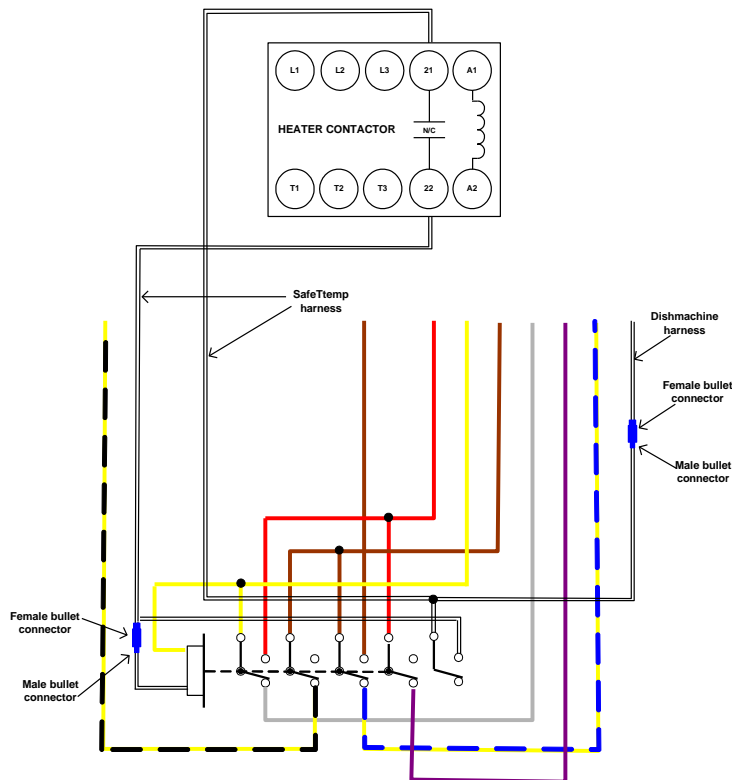 L1
L2
L3
21
A1
HEATER CONTACTOR
N/C
T1
T2
T3
22
A2
SafeTtemp
harness
Dishmachine
harness
Female bullet
connector
Male bullet
connector
Female bullet
connector
Male bullet
connector